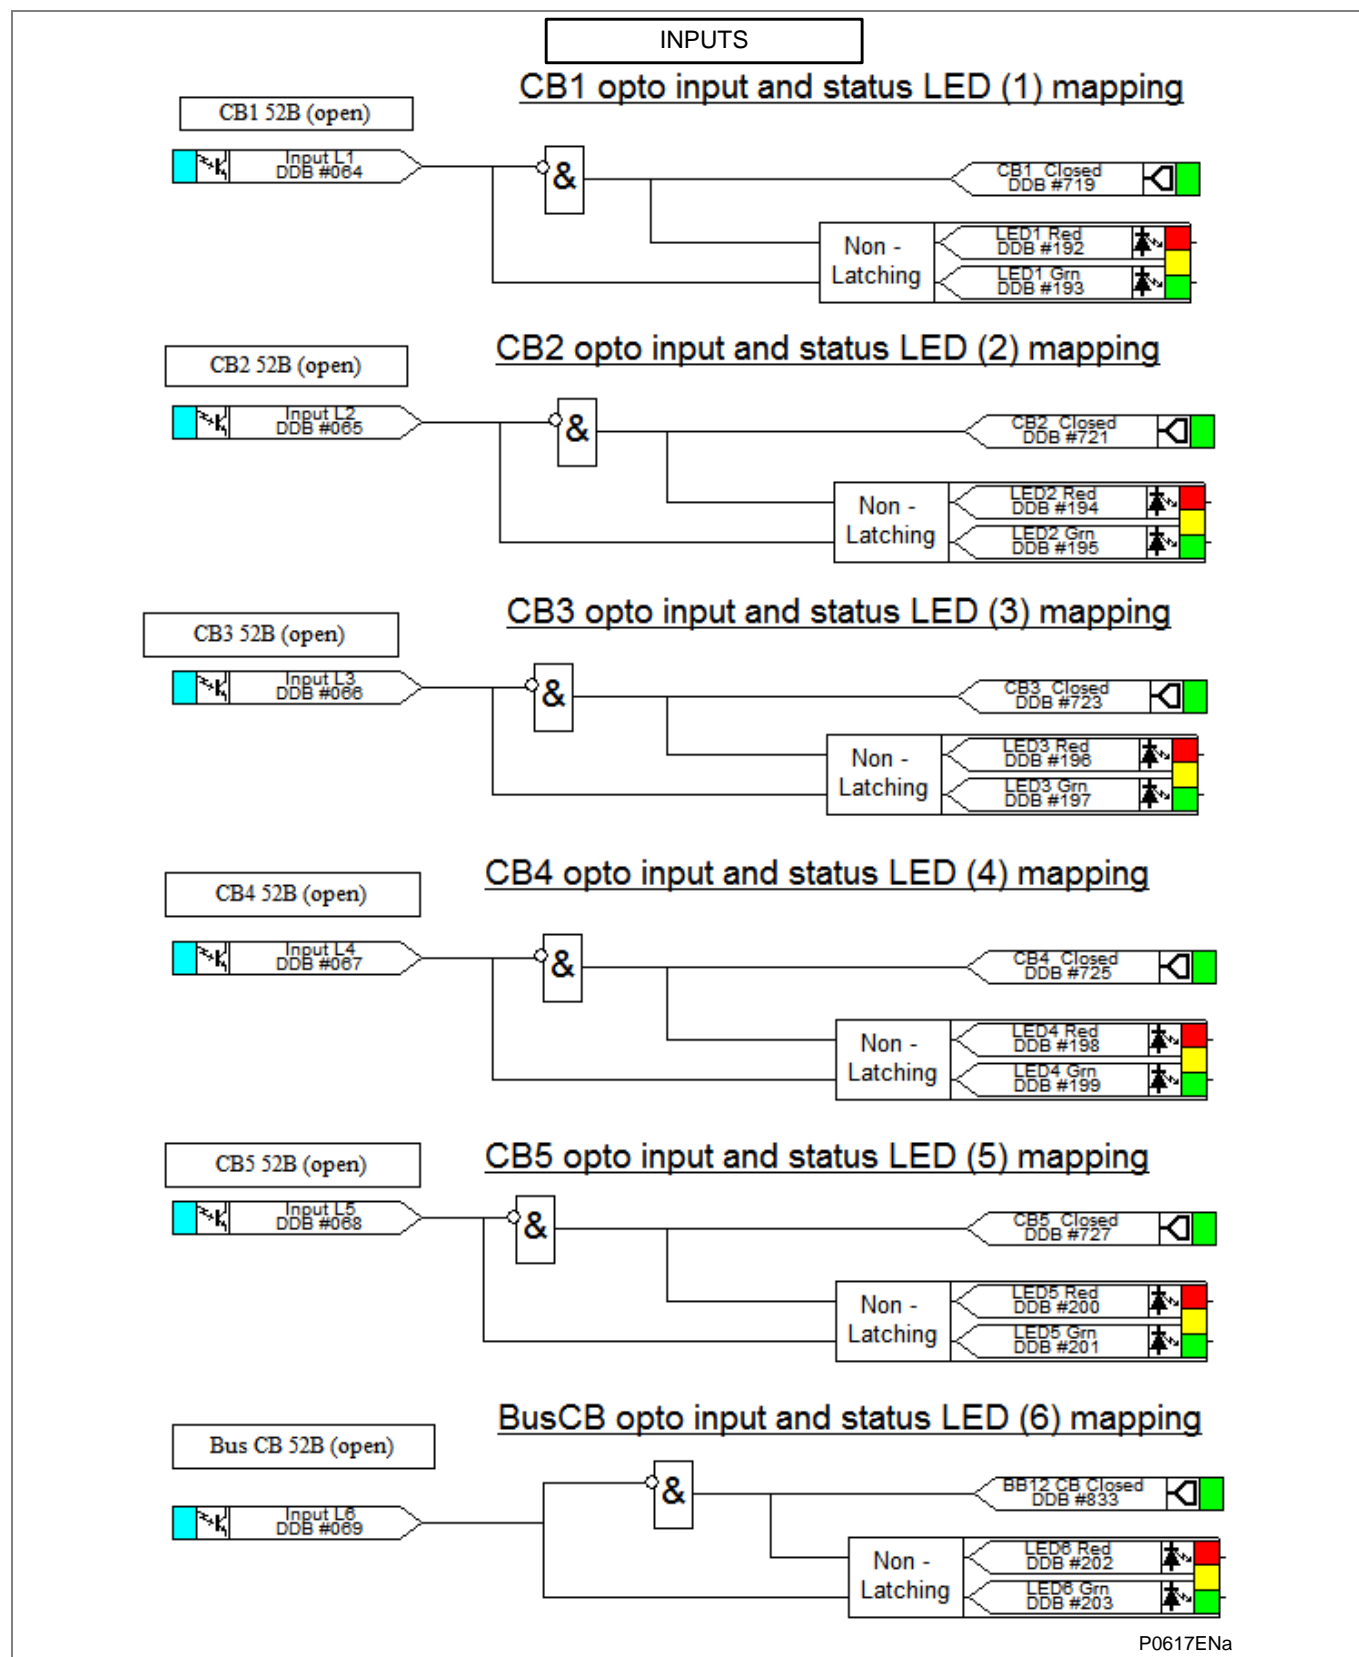 INPUTS
CB1 opto input and status LED (1) mapping
CB1 52B (open)
Input L1
DDB #064
&
CB1 Closed
DDB #719
Non -
Latching
LED1 Red
DDB #192
LED1 Grn
DDB #193
CB2 opto input and status LED (2) mapping
CB2 52B (open)
Input L2
DDB #065
&
CB2 Closed
DDB #721
Non -
Latching
LED2 Red
DDB #194
LED2 Grn
DDB #195
CB3 opto input and status LED (3) mapping
CB3 52B (open)
Input L3
DDB #066
&
CB3 Closed
DDB #723
Non -
Latching
LED3 Red
DDB #196
LED3 Grn
DDB #197
CB4 opto input and status LED (4) mapping
CB4 52B (open)
Input L4
DDB #067
&
CB4 Closed
DDB #725
Non -
Latching
LED4 Red
DDB #198
LED4 Grn
DDB #199
CB5 opto input and status LED (5) mapping
CB5 52B (open)
Input L5
DDB #068
&
CB5 Closed
DDB #727
Non -
Latching
LED5 Red
DDB #200
LED5 Grn
DDB #201
BusCB opto input and status LED (6) mapping
Bus CB 52B (open)
Input L6
DDB #069
&
BB12 CB Closed
DDB #833
Non -
Latching
LED6 Red
DDB #202
LED6 Grn
DDB #203
P0617ENa